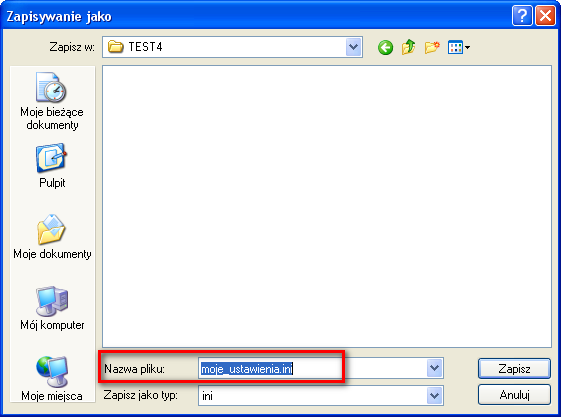 Zapisywanie jako
Zapisz w:
TEST4
Moje bieżące
dokumenty
Pulpit
Moje dokumenty
Mój komputer
Moje miejsca
Nazwa pliku:
moje_ustawienia.ini
Zapisz
Zapisz jako typ:
ini
Anuluj